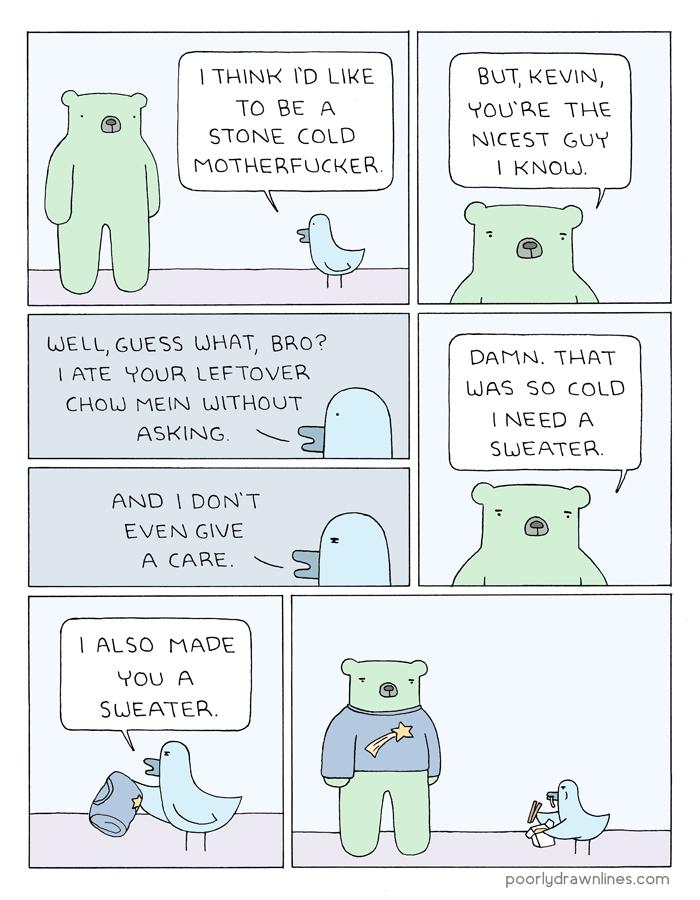 I THINK I'D LIKE
TO BE A
STONE COLD
MOTHERFUCKER.
BUT, KEVIN,
YOU'RE THE
NICEST GUY
I KNOW.
WELL, GUESS WHAT, BRO?
I ATE YOUR LEFTOVER
CHOW MEIN WITHOUT
ASKING.
AND I DON'T
EVEN GIVE
A CARE.
DAMN. THAT
WAS SO COLD
I NEED A
SWEATER.
I ALSO MADE
YOU A
SWEATER.
poorlydrawnlines.com